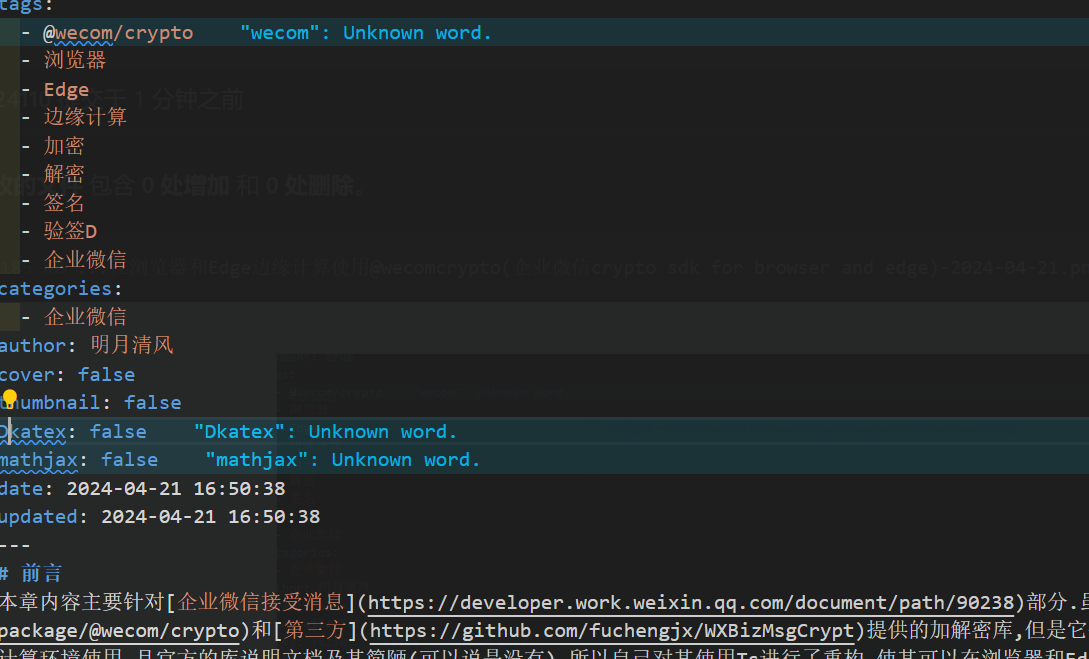 tags:
- @wecom/crypto "wecom": Unknown word.
- 浏览器
- Edge
- 边缘计算
- 加密
- 解密
- 签名
- 验签D
- 企业微信
categories:
- 企业微信
author: 明月清风
cover: false
thumbnail: false
Dkatex: false "Dkatex": Unknown word.
mathjax: false "mathjax": Unknown word.
date: 2024-04-21 16:50:38
updated: 2024-04-21 16:50:38
---
# 前言
本章内容主要针对[企业微信接受消息](https://developer.work.weixin.qq.com/document/path/90238)部分.虽
package/@wecom/crypto)和[第三方](https://github.com/fuchengjx/WXBizMsgCrypt)提供的加解密库,但是它
计算环境使用,且官方的库说明文档及其简陋(可以说是没有),所以自己对其使用Ts进行了重构,使其可以在浏览器和Ed